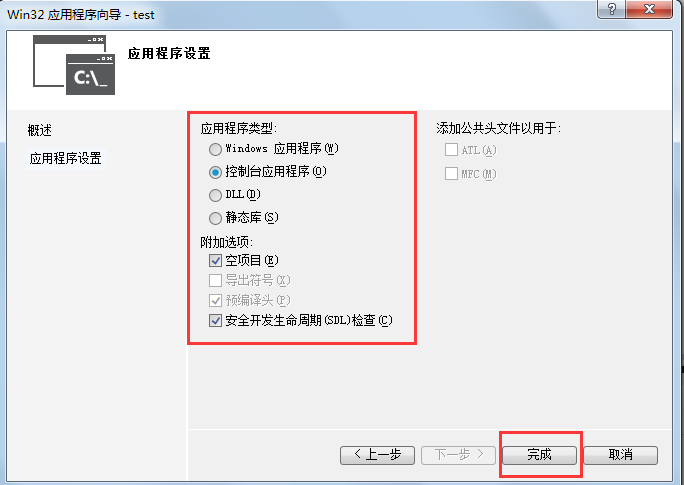 Win32 应用程序向导 - test
C:\_
应用程序设置
概述
应用程序设置
应用程序类型:
Windows 应用程序(W)
控制台应用程序(O)
DLL(D)
静态库(S)
附加选项:
空项目(E)
导出符号(X)
预编译头(P)
安全开发生命周期(SDL)检查(C)
添加公共头文件以用于:
ATL(A)
MFC(M)
< 上一步
下一步 >
完成
取消